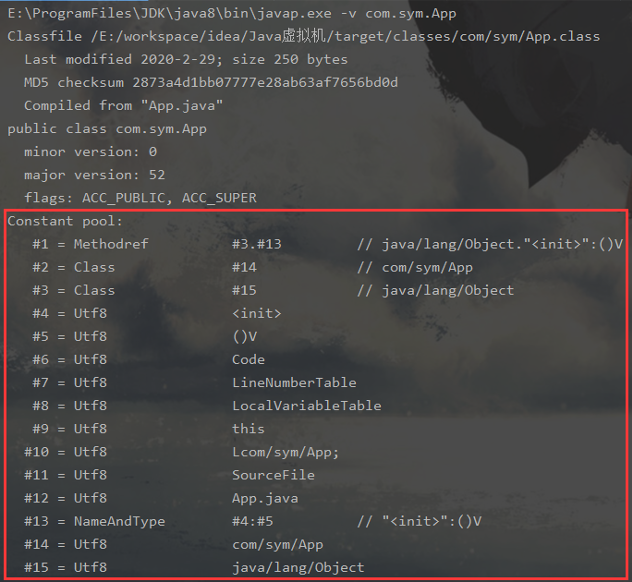 E:\ProgramFiles\JDK\java8\bin\javap.exe -v com.sym.App
Classfile /E:/workspace/idea/Java虚拟机/target/classes/com/sym/App.class
Last modified 2020-2-29; size 250 bytes
MD5 checksum 2873a4d1bb07777e28ab63af7656bd0d
Compiled from "App.java"
public class com.sym.App
minor version: 0
major version: 52
flags: ACC_PUBLIC, ACC_SUPER
Constant pool:
#1 = Methodref #3.#13 // java/lang/Object."<init>":()V
#2 = Class #14 // com/sym/App
#3 = Class #15 // java/lang/Object
#4 = Utf8 <init>
#5 = Utf8 ()V
#6 = Utf8 Code
#7 = Utf8 LineNumberTable
#8 = Utf8 LocalVariableTable
#9 = Utf8 this
#10 = Utf8 Lcom/sym/App;
#11 = Utf8 SourceFile
#12 = Utf8 App.java
#13 = NameAndType #4:#5 // "<init>":()V
#14 = Utf8 com/sym/App
#15 = Utf8 java/lang/Object